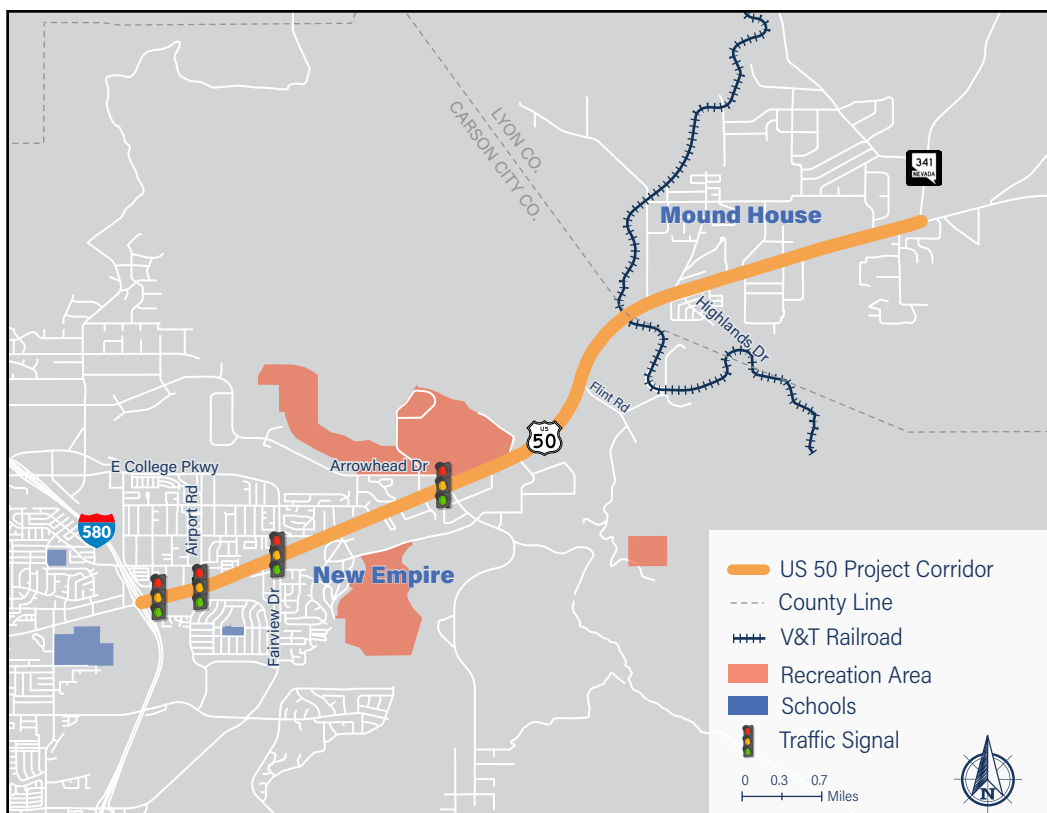 341
NEVADA
LYON CO.
CARSON CITY CO.
Mound House
Highlands Dr
Flint Rd
US
50
Arrowhead Dr
E College Pkwy
Airport Rd
580
New Empire
Fairview Dr
US 50 Project Corridor
County Line
V&T Railroad
Recreation Area
Schools
Traffic Signal
0 0.3 0.7
Miles
N